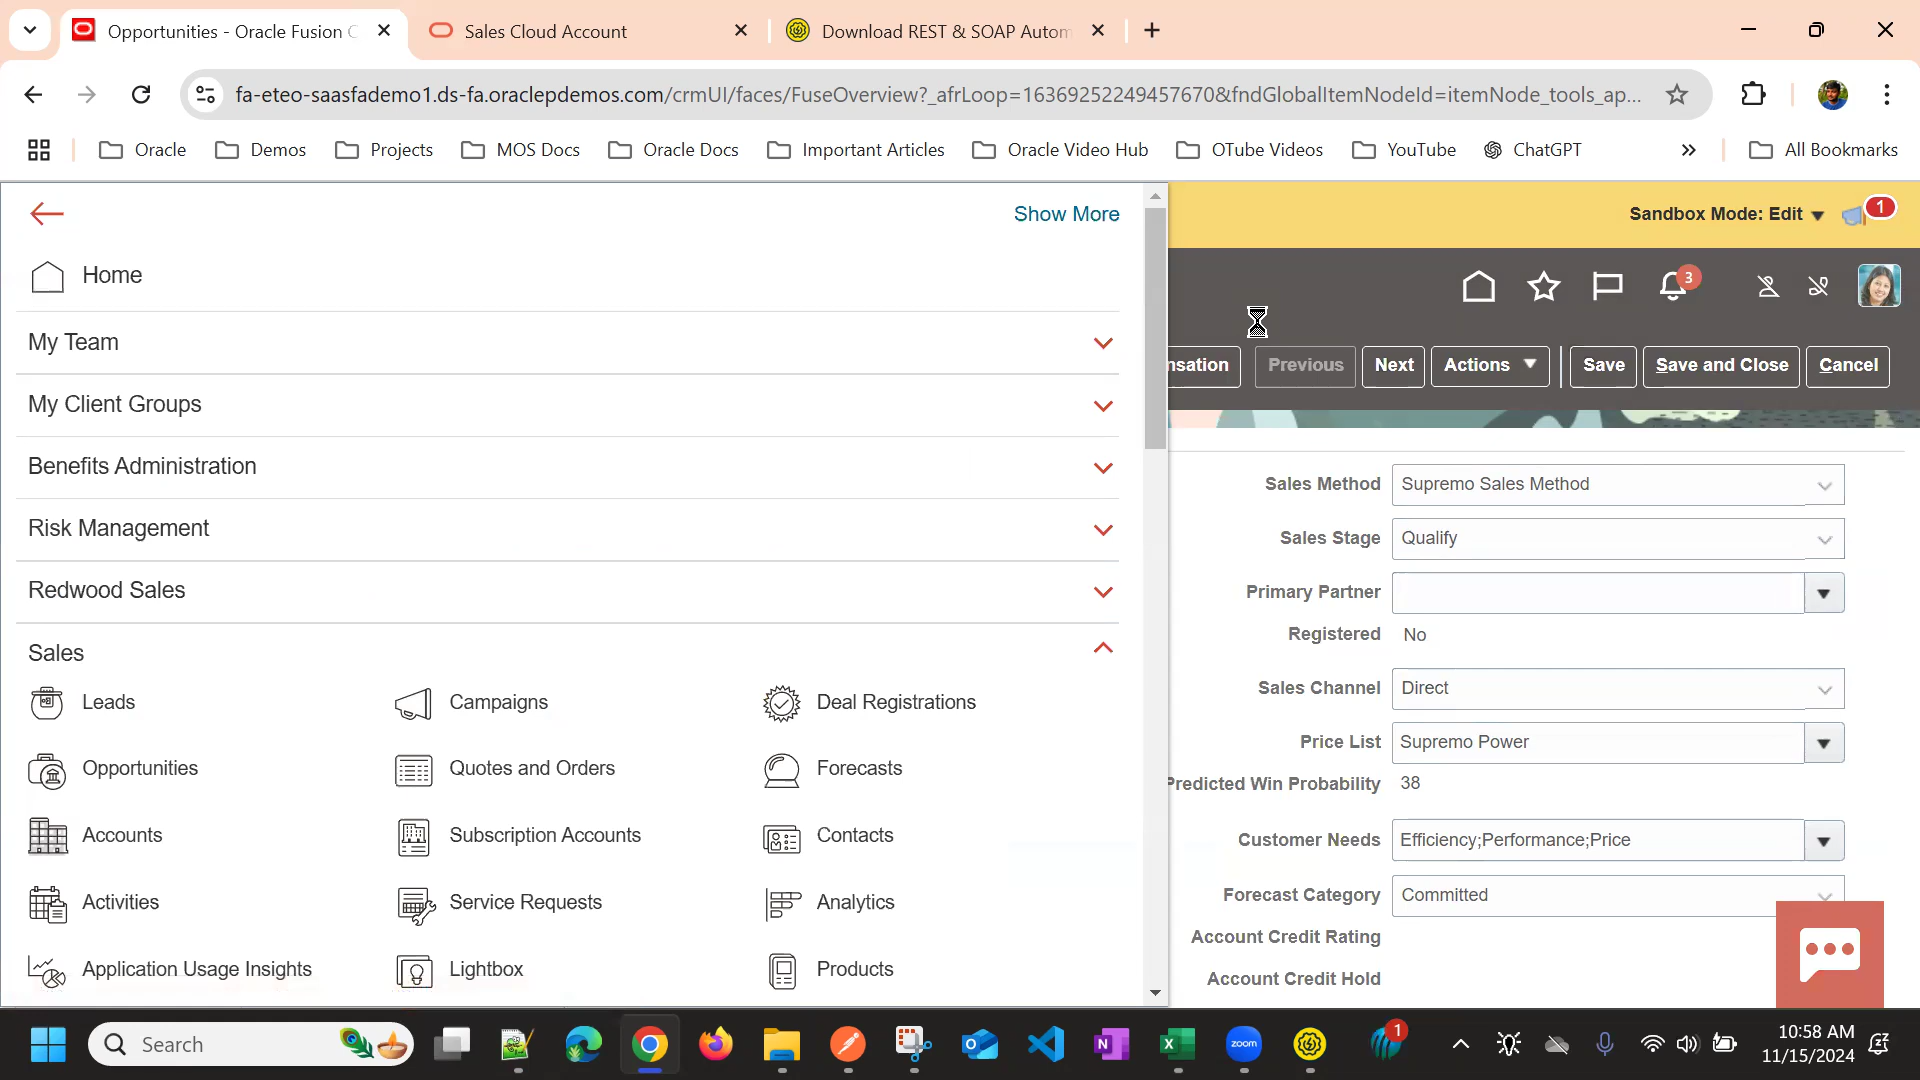 Opportunities - Oracle Fusion C
Sales Cloud Account
Download REST & SOAP Autom
fa-eteo-saasfademo1.ds-fa.oraclepdemos.com/crmUI/faces/FuseOverview?_afrLoop=16369252249457670&fndGlobalItemNodeId=itemNode_tools_ap...
Oracle
Demos
Projects
MOS Docs
Oracle Docs
Important Articles
Oracle Video Hub
OTube Videos
YouTube
ChatGPT
All Bookmarks
Show More
Sandbox Mode: Edit
1
Home
3
My Team
nsation
Previous
Next
Actions
Save
Save and Close
Cancel
My Client Groups
Benefits Administration
Risk Management
Redwood Sales
Sales
Leads
Campaigns
Deal Registrations
Opportunities
Quotes and Orders
Forecasts
Accounts
Subscription Accounts
Contacts
Activities
Service Requests
Analytics
Application Usage Insights
Lightbox
Products
Sales Method
Supremo Sales Method
Sales Stage
Qualify
Primary Partner
Registered
No
Sales Channel
Direct
Price List
Supremo Power
Predicted Win Probability
38
Customer Needs
Efficiency;Performance;Price
Forecast Category
Committed
Account Credit Rating
Account Credit Hold
Search
zoom
1
10:58 AM
11/15/2024